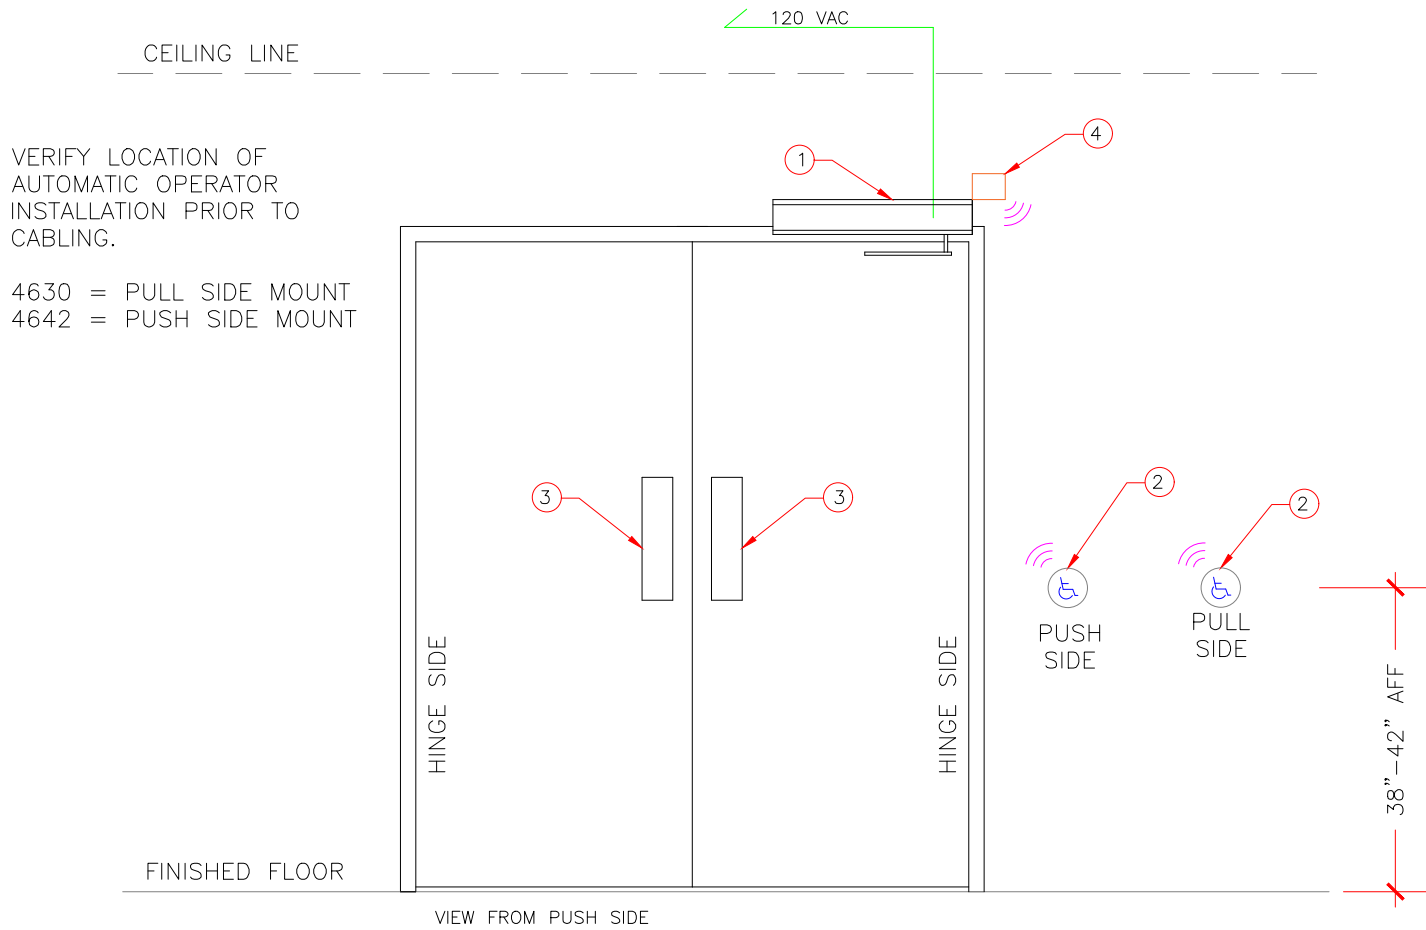 120 VAC
CEILING LINE
VERIFY LOCATION OF
AUTOMATIC OPERATOR
INSTALLATION PRIOR TO
CABLING.
4630 = PULL SIDE MOUNT
4642 = PUSH SIDE MOUNT
1
4
3
3
2
2
PUSH
SIDE
PULL
SIDE
HINGE SIDE
HINGE SIDE
38”–42” AFF
FINISHED FLOOR
VIEW FROM PUSH SIDE